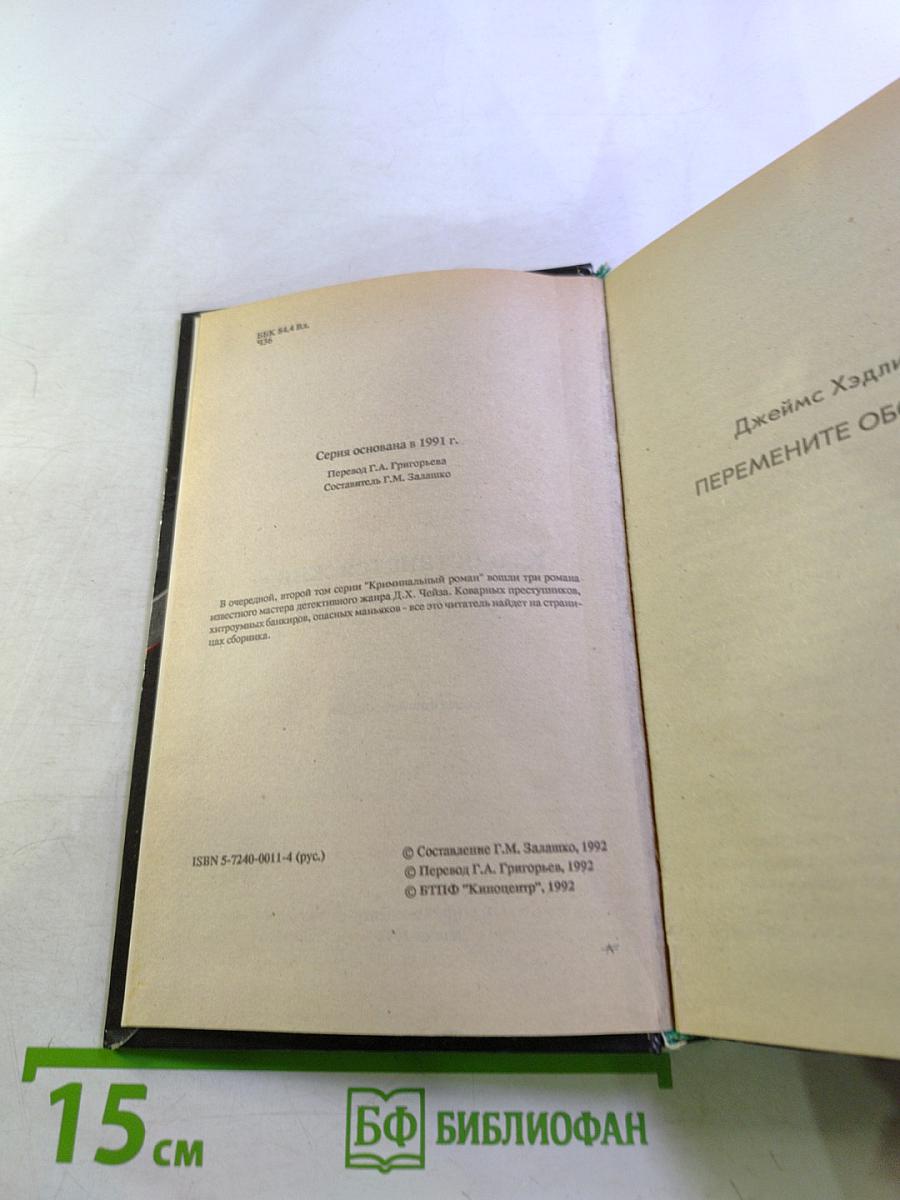 ББК 84,4 Вл.
Ч36
Серия основана в 1991 г.
Перевод Г.А. Григорьева
Составитель Г.М. Залашко
В очередной, второй том серии "Криминальный роман" вошли три романа
известного мастера детективного жанра Д.Х. Чейза. Коварных преступников,
хитроумных банкиров, опасных маньяков - все это читатель найдет на страни-
цах сборника.
ISBN 5-7240-0011-4 (рус.)
© Составление Г.М. Залашко, 1992
© Перевод Г.А. Григорьев, 1992
© БТПФ "Киноцентр", 1992
Джеймс Хэдли
ПЕРЕМЕНИТЕ ОБС
15 см
БФ БИБЛИОФАН